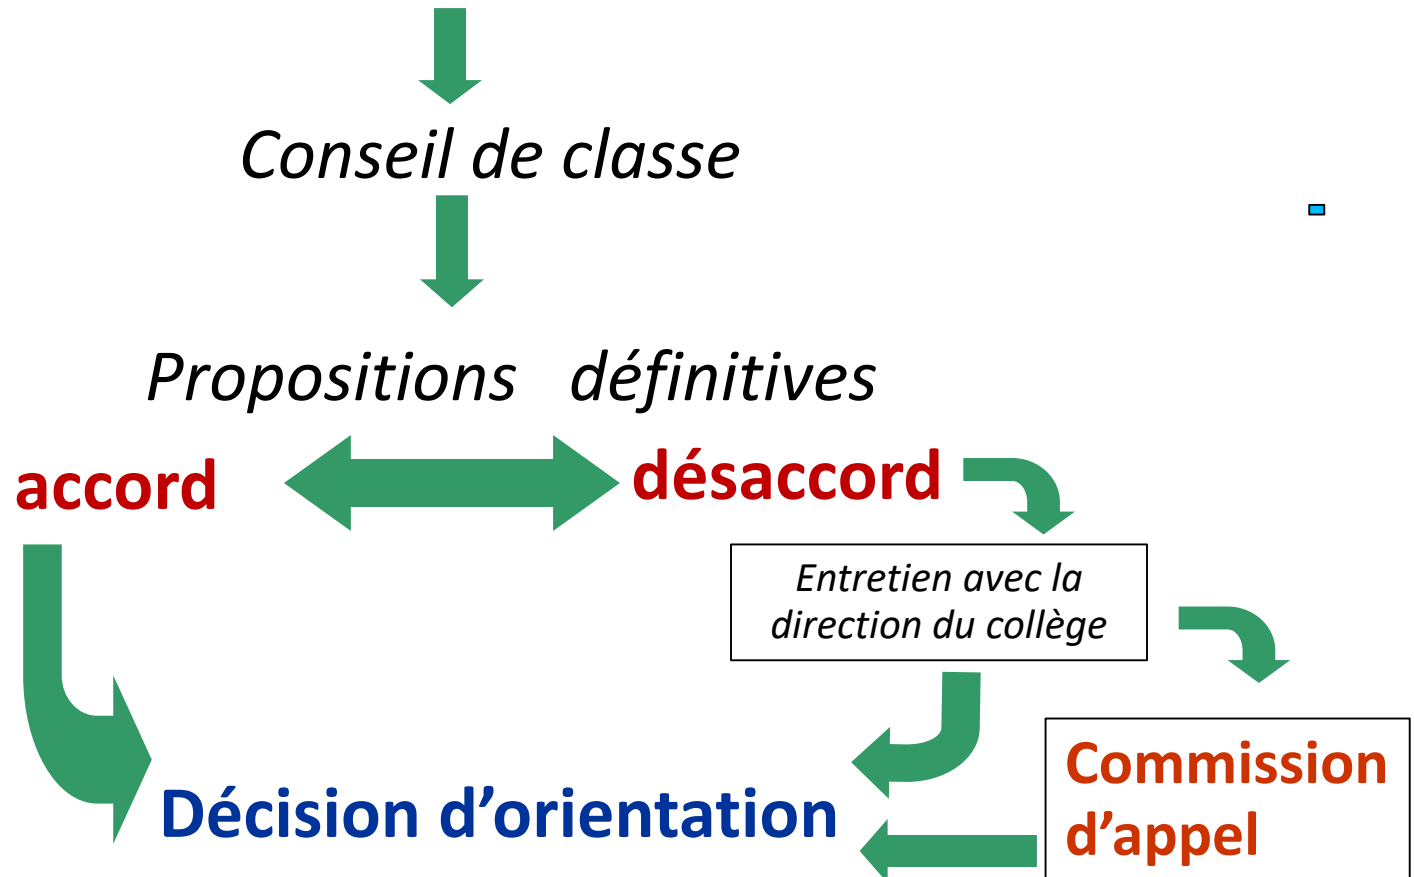 Conseil de classe
Propositions définitives
accord
désaccord
Entretien avec la
direction du collège
Commission
d’appel
Décision d’orientation